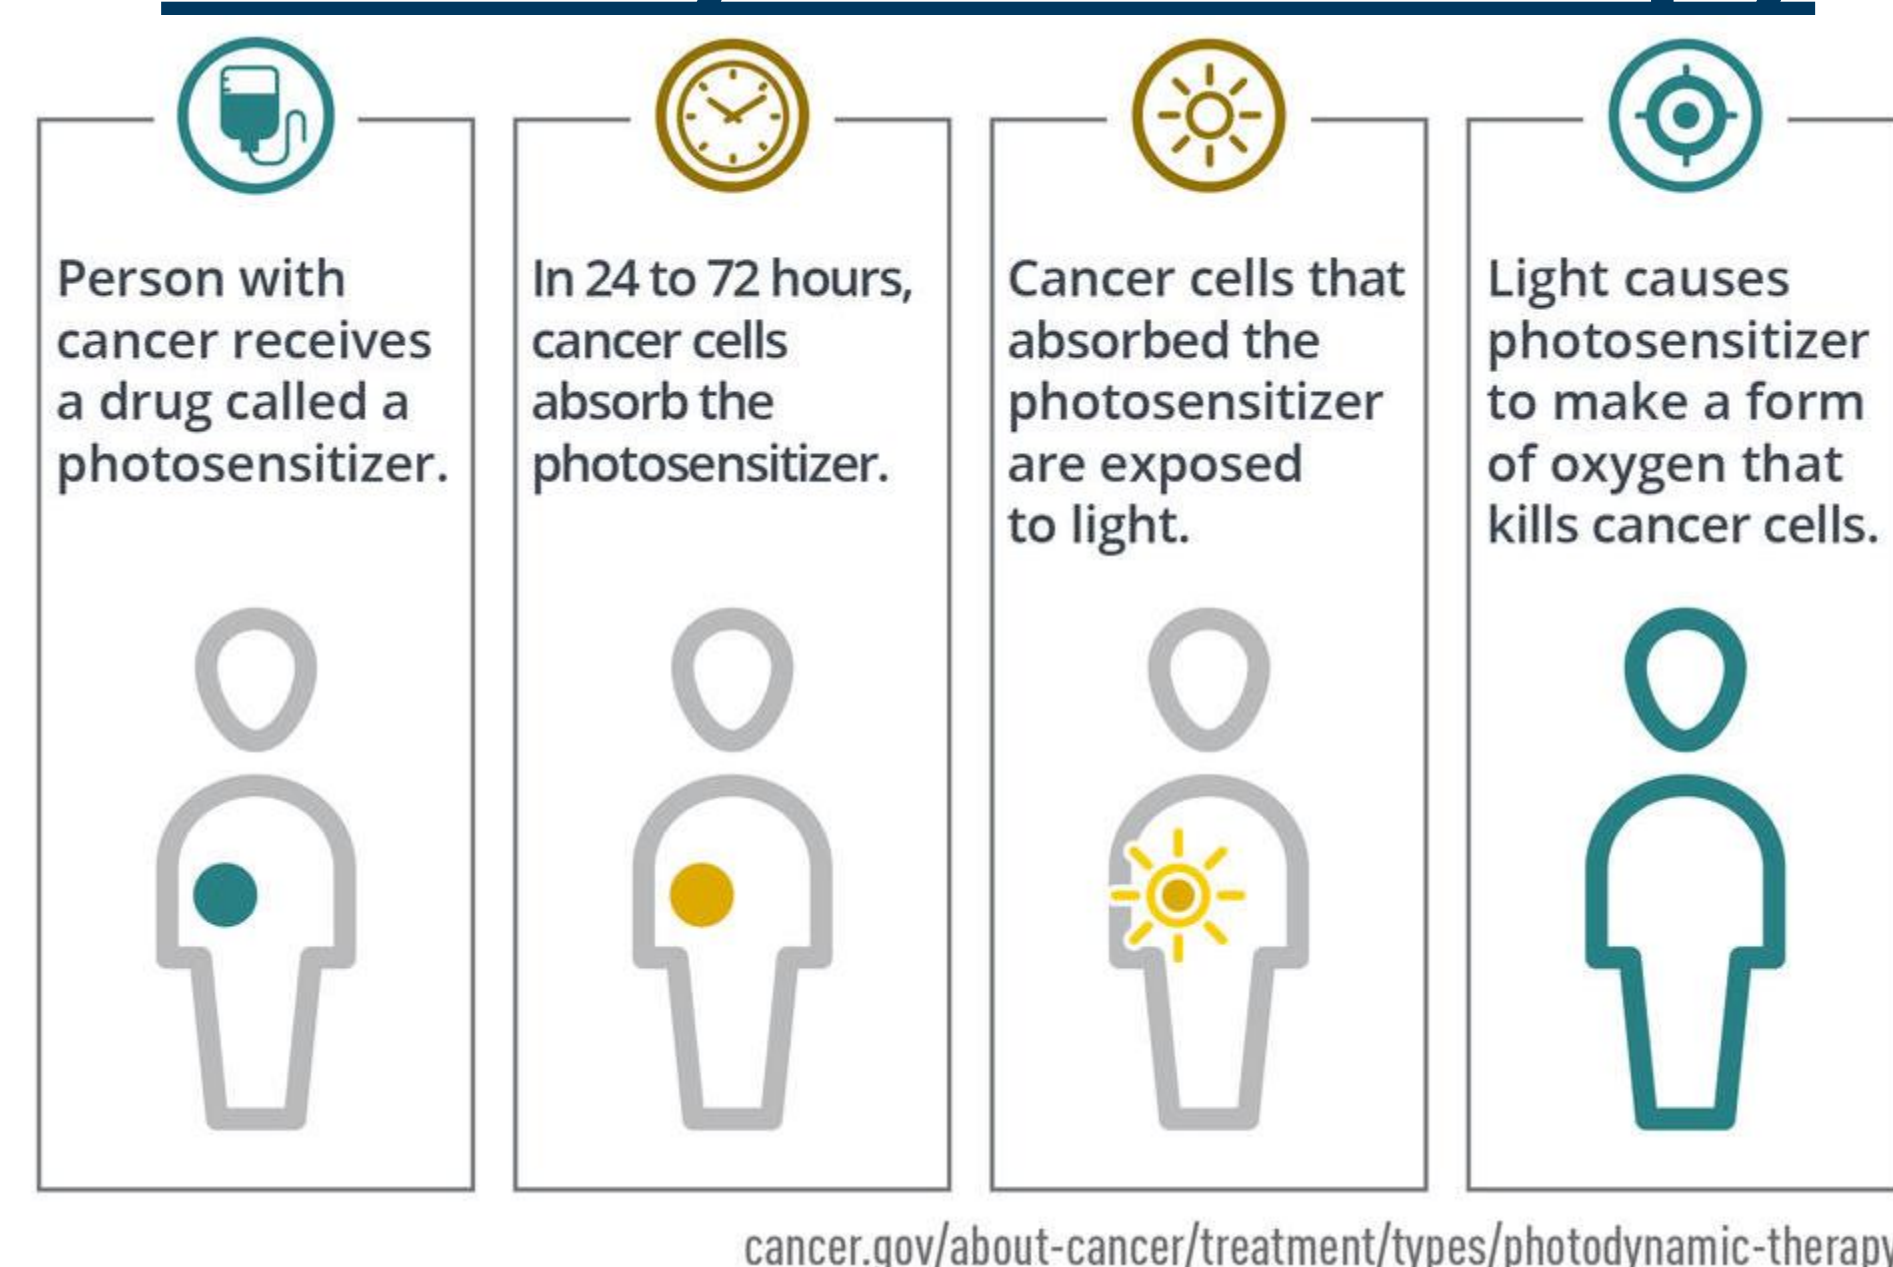 Person with
cancer receives
a drug called a
photosensitizer.
In 24 to 72 hours,
cancer cells
absorb the
photosensitizer.
Cancer cells that
absorbed the
photosensitizer
are exposed
to light.
Light causes
photosensitizer
to make a form
of oxygen that
kills cancer cells.
cancer.gov/about-cancer/treatment/types/photodynamic-therapy